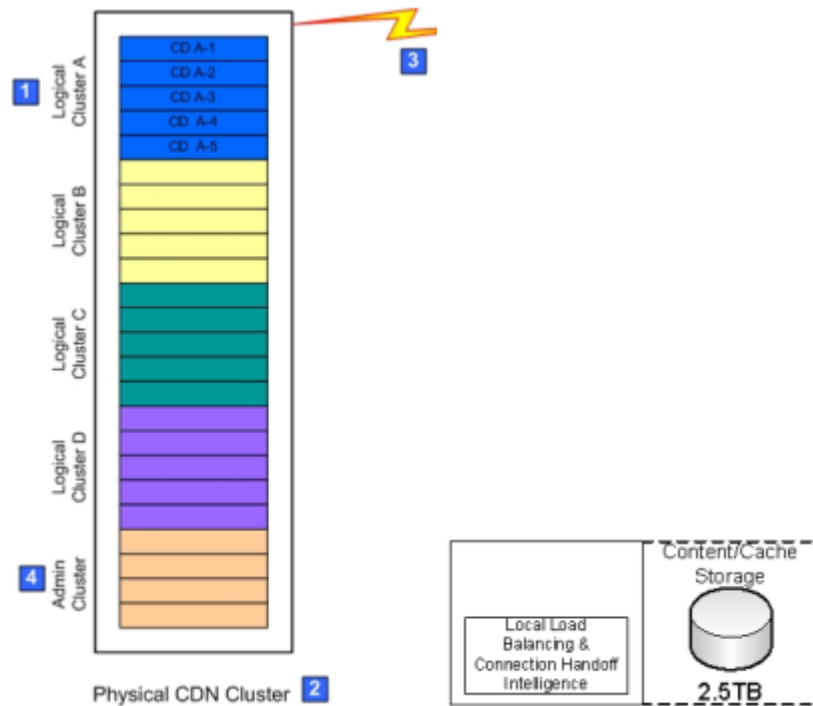 1
Logical
Cluster A
CD A-1
CD A-2
CD A-3
CD A-4
CD A-5
3
Logical
Cluster B
Logical
Cluster C
Logical
Cluster D
4
Admin
Cluster
Physical CDN Cluster 2
Local Load
Balancing &
Connection Handoff
Intelligence
Content/Cache
Storage
2.5TB